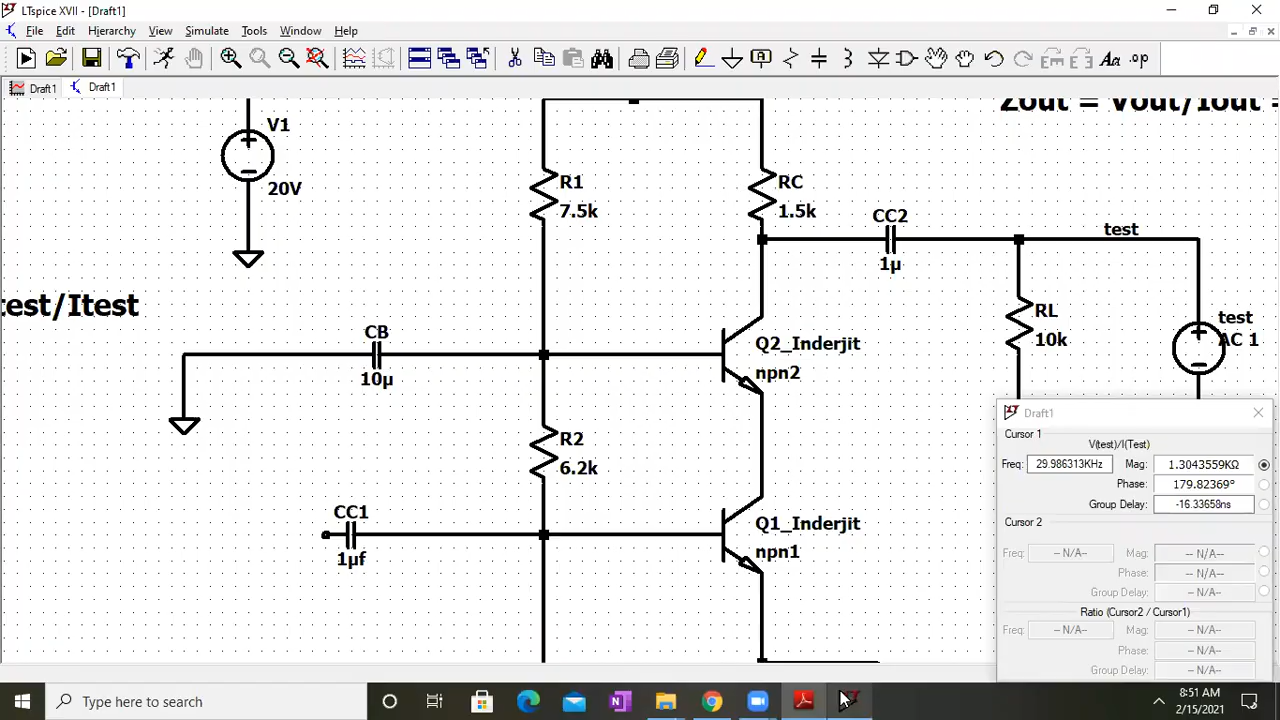 LTspice XVII - [Draft1]
File Edit Hierarchy View Simulate Tools Window Help
Draft1 Draft1
Zout = Vout/Iout =
V1
20V
R1
7.5k
RC
1.5k
CC2
1µ
test
test/Itest
CB
10µ
Q2_Inderjit
npn2
RL
10k
test
AC 1
R2
6.2k
CC1
1µf
Q1_Inderjit
npn1
Draft1
Cursor 1
V(test)/I(Test)
Freq: 29.986313KHz Mag: 1.3043559KΩ
Phase: 179.82369°
Group Delay: -16.33658ns
Cursor 2
Freq: -- N/A-- Mag: -- N/A--
Phase: -- N/A--
Group Delay: -- N/A--
Ratio (Cursor2 / Cursor1)
Freq: -- N/A-- Mag: -- N/A--
Phase: -- N/A--
Group Delay: -- N/A--
Type here to search
8:51 AM
2/15/2021